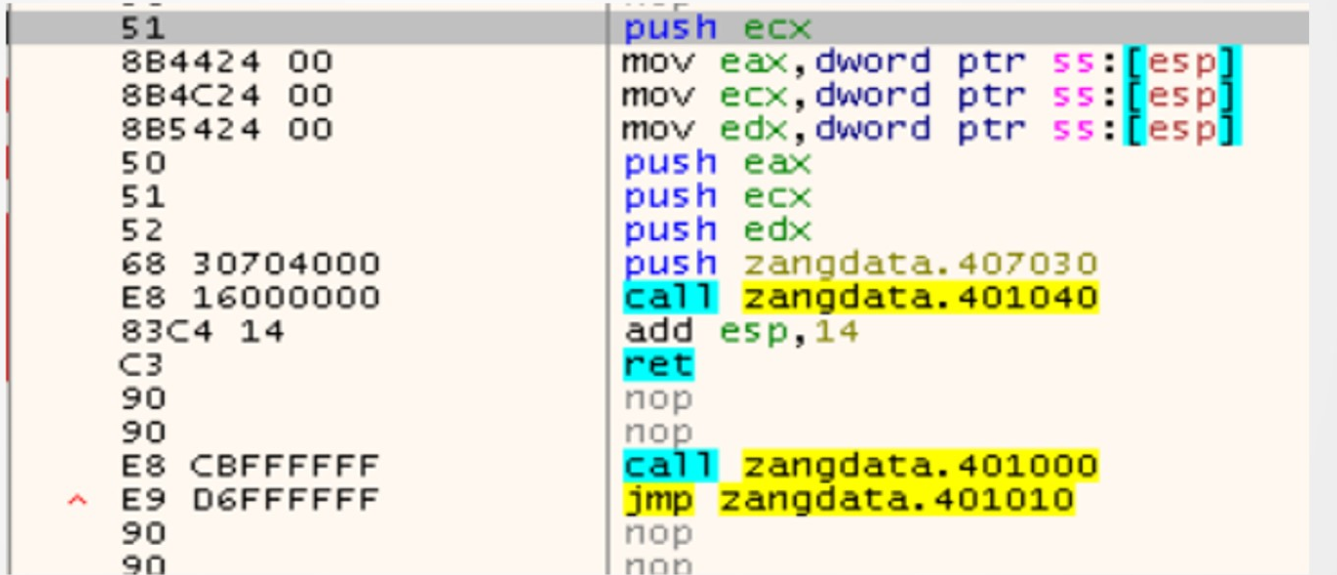 51 push ecx
8B4424 00 mov eax,dword ptr ss:[esp]
8B4C24 00 mov ecx,dword ptr ss:[esp]
8B5424 00 mov edx,dword ptr ss:[esp]
50 push eax
51 push ecx
52 push edx
68 30704000 push zangdata.407030
E8 16000000 call zangdata.401040
83C4 14 add esp,14
C3 ret
90 nop
90 nop
E8 CBFFFFFF call zangdata.401000
^ E9 D6FFFFFF jmp zangdata.401010
90 nop
90 nop